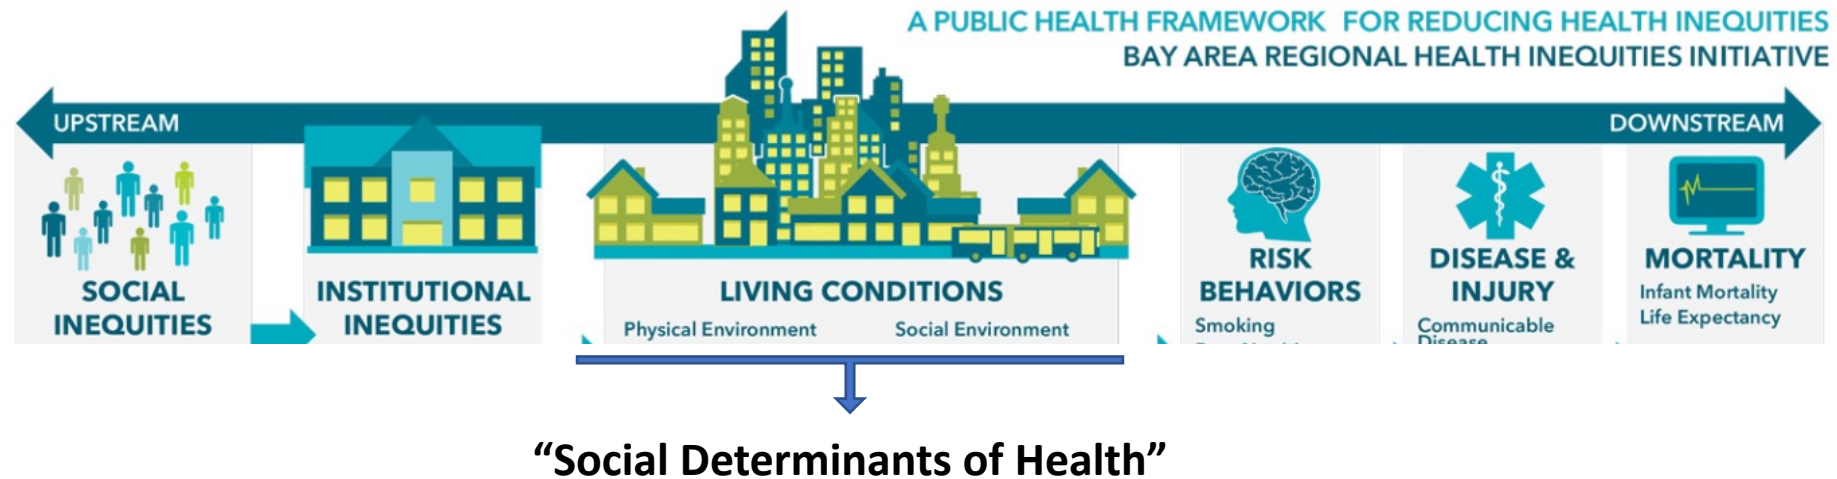 A PUBLIC HEALTH FRAMEWORK FOR REDUCING HEALTH INEQUITIES
BAY AREA REGIONAL HEALTH INEQUITIES INITIATIVE
UPSTREAM
DOWNSTREAM
SOCIAL
INEQUITIES
INSTITUTIONAL
INEQUITIES
LIVING CONDITIONS
Physical Environment
Social Environment
RISK
BEHAVIORS
Smoking
DISEASE &
INJURY
Communicable
Disease
MORTALITY
Infant Mortality
Life Expectancy
“Social Determinants of Health”